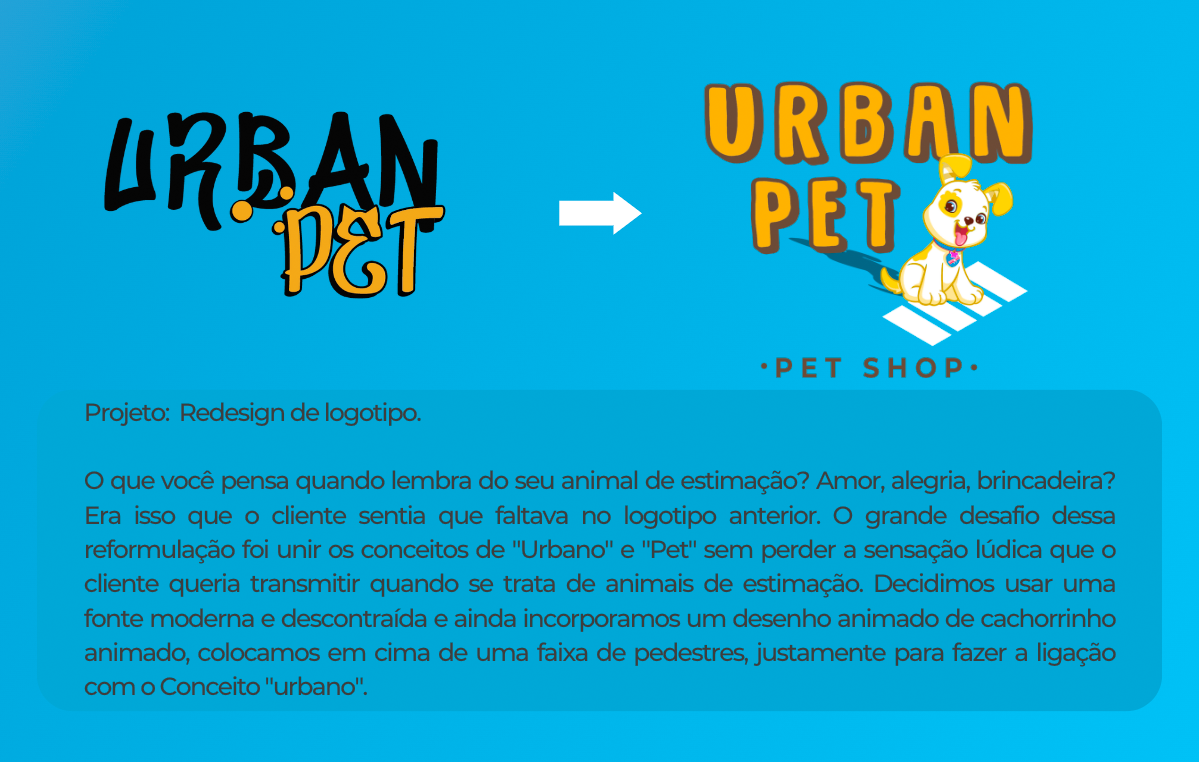 URBAN
PET
URBAN
PET
•PET SHOP•
Projeto: Redesign de logotipo.
O que você pensa quando lembra do seu animal de estimação? Amor, alegria, brincadeira?
Era isso que o cliente sentia que faltava no logotipo anterior. O grande desafio dessa
reformulação foi unir os conceitos de "Urbano" e "Pet" sem perder a sensação lúdica que o
cliente queria transmitir quando se trata de animais de estimação. Decidimos usar uma
fonte moderna e descontraída e ainda incorporamos um desenho animado de cachorrinho
animado, colocamos em cima de uma faixa de pedestres, justamente para fazer a ligação
com o Conceito "urbano".